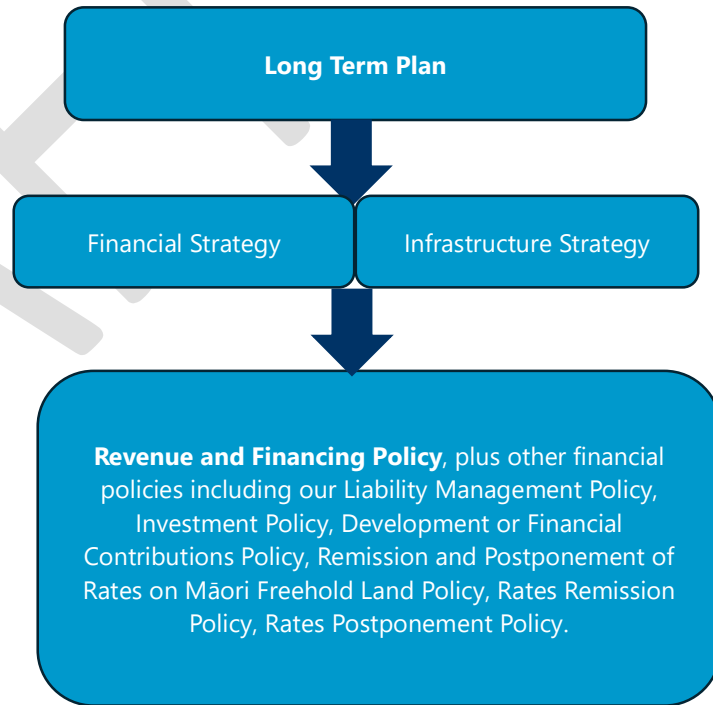 Long Term Plan
Financial Strategy
Infrastructure Strategy
Revenue and Financing Policy, plus other financial
policies including our Liability Management Policy,
Investment Policy, Development or Financial
Contributions Policy, Remission and Postponement of
Rates on Māori Freehold Land Policy, Rates Remission
Policy, Rates Postponement Policy.